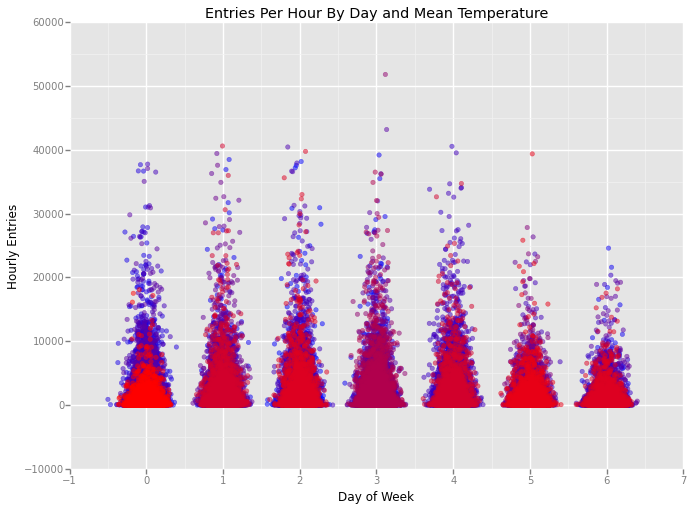 Entries Per Hour By Day and Mean Temperature
60000
50000
40000
30000
20000
10000
0
−10000
Hourly Entries
−1 0 1 2 3 4 5 6 7
Day of Week